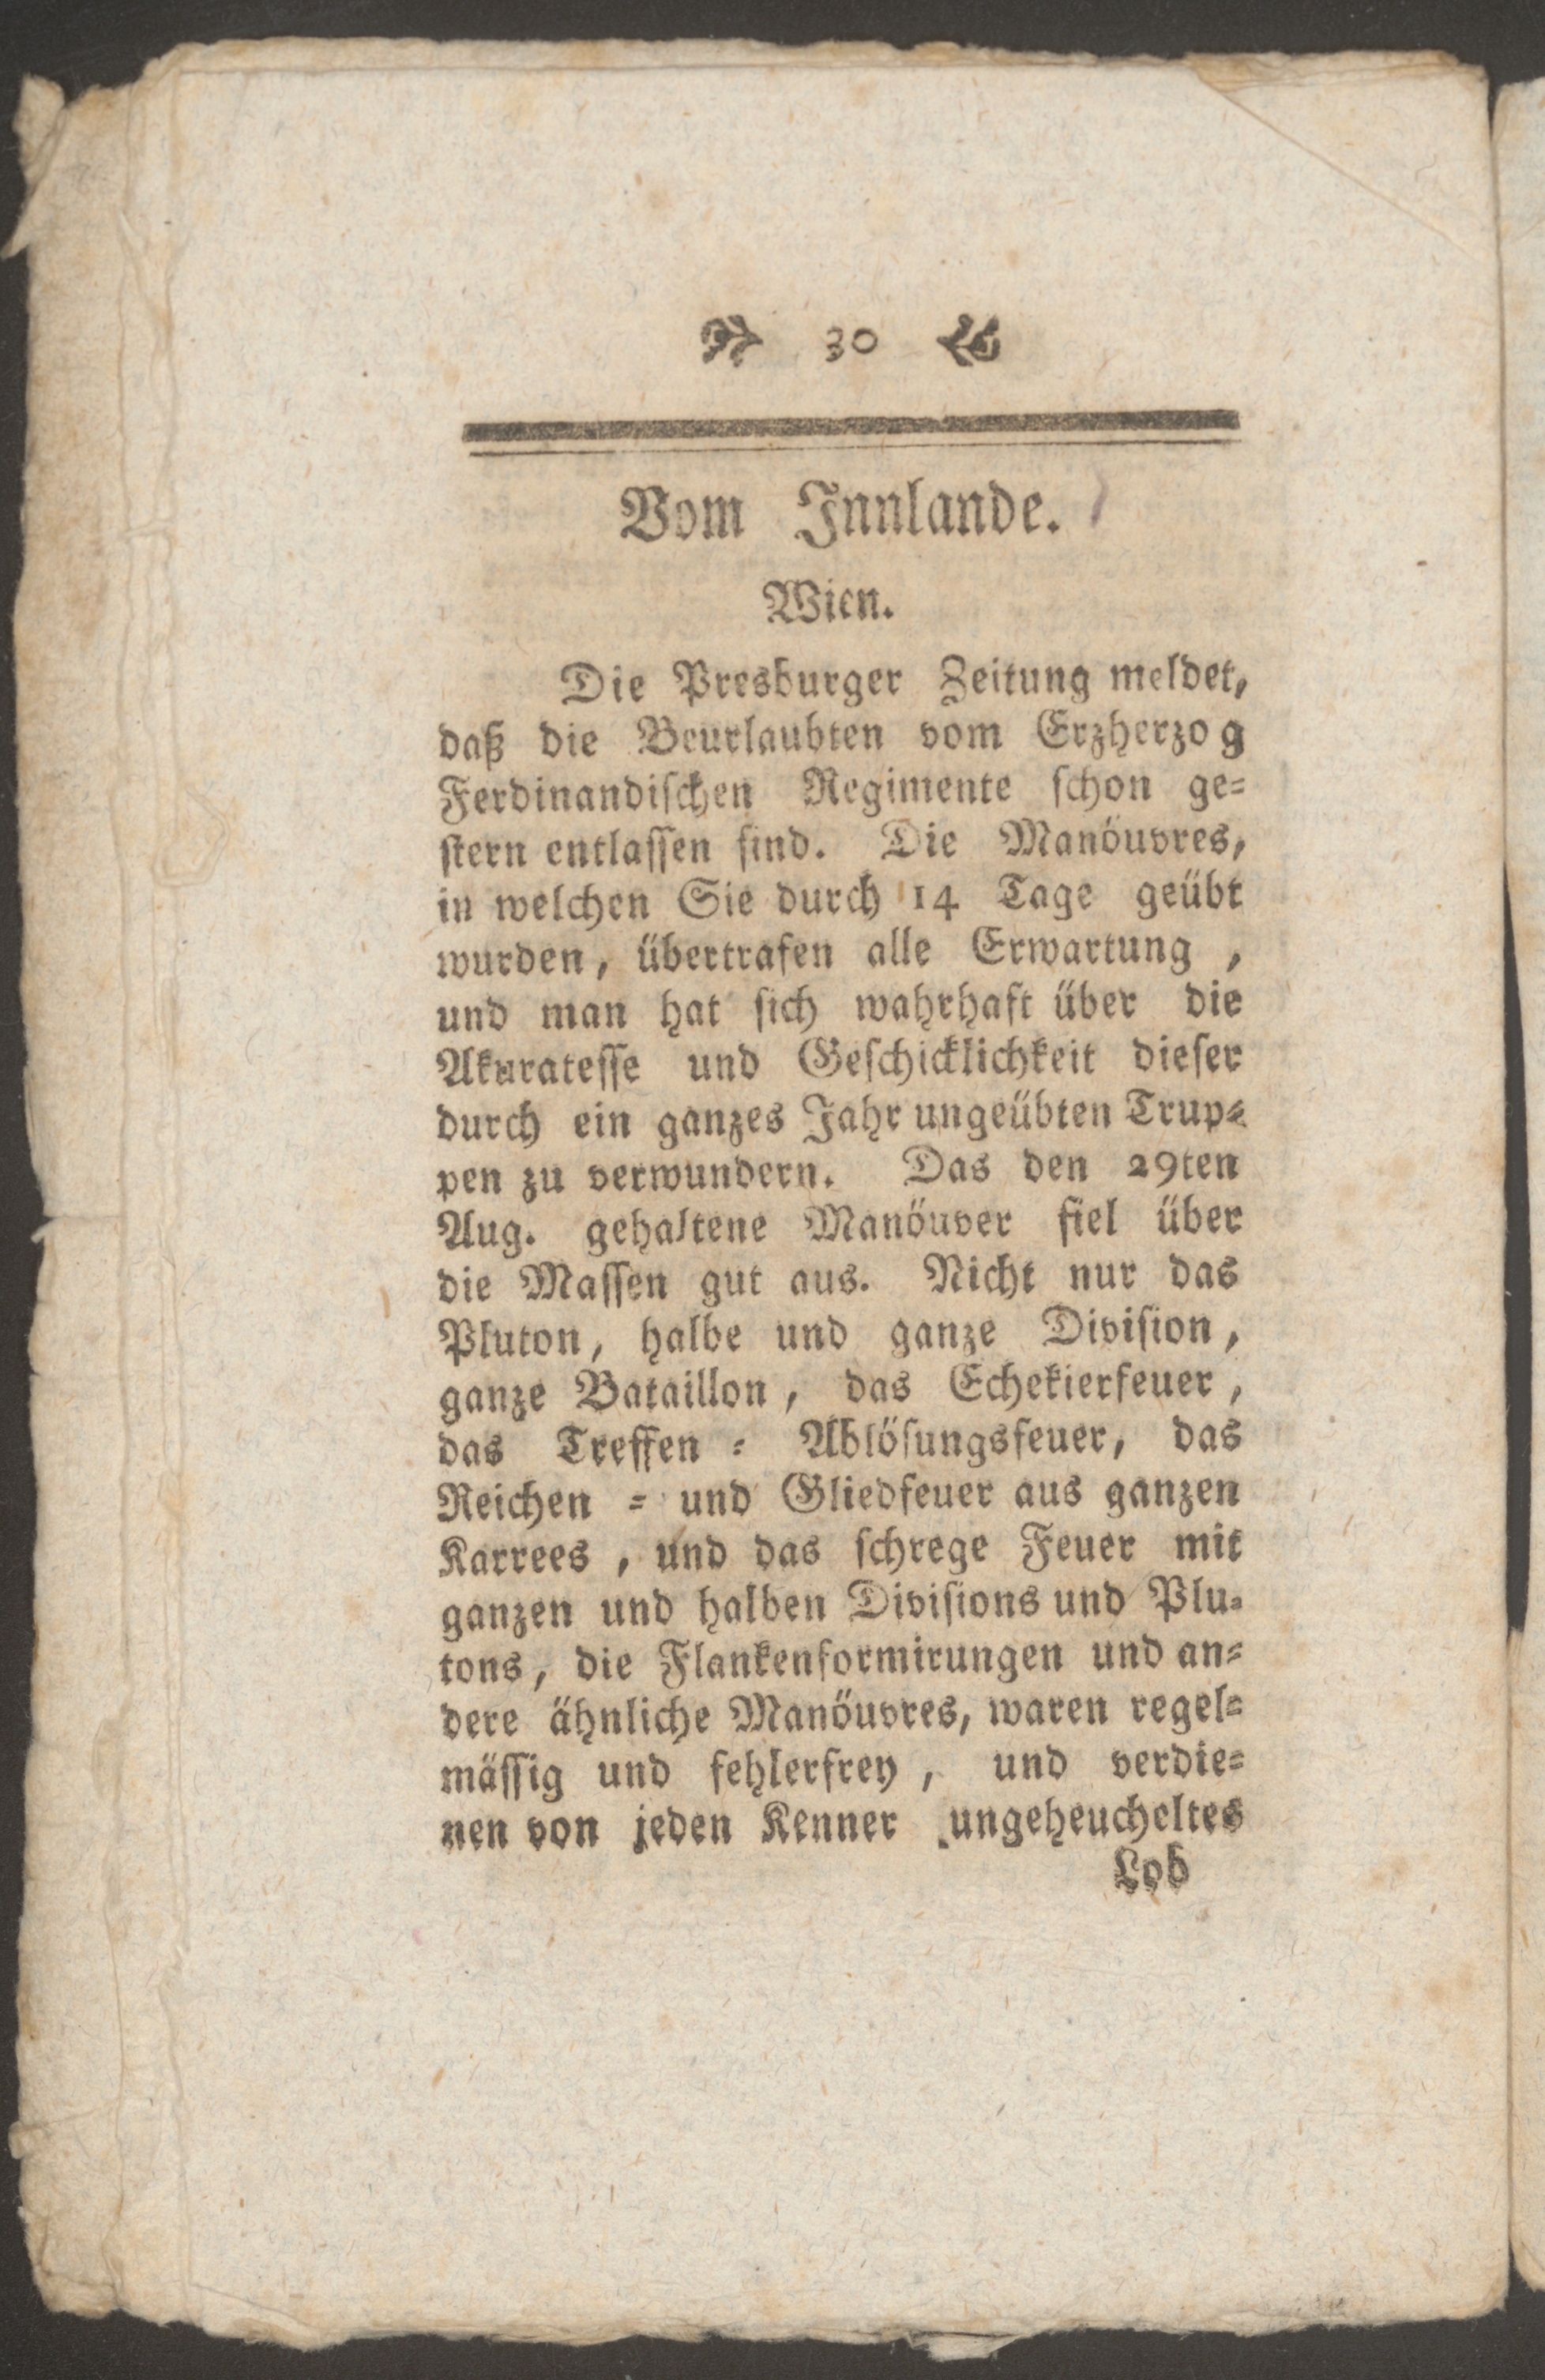 30
Vom Innlande.
Wien.
Die Presburger Zeitung meldet,
daß die Beurlaubten vom Erzherzog
Ferdinandischen Regimente schon ge=
stern entlassen sind. Die Manöuvres,
in welchen Sie durch 14 Tage geübt
wurden, übertrafen alle Erwartung ,
und man hat sich wahrhaft über die
Akuratesse und Geschicklichkeit dieser
durch ein ganzes Jahr ungeübten Trup=
pen zu verwundern. Das den 29ten
Aug. gehaltene Manöuver fiel über
die Massen gut aus. Nicht nur das
Pluton, halbe und ganze Division,
ganze Bataillon, das Echekierfeuer,
das Treffen = Ablösungsfeuer, das
Reichen = und Gliedfeuer aus ganzen
Karrees , und das schrege Feuer mit
ganzen und halben Divisions und Plu=
tons, die Flankenformirungen und an=
dere ähnliche Manöuvres, waren regel=
mässig und fehlerfrey , und verdie=
nen von jeden Kenner ungeheucheltes
Lob